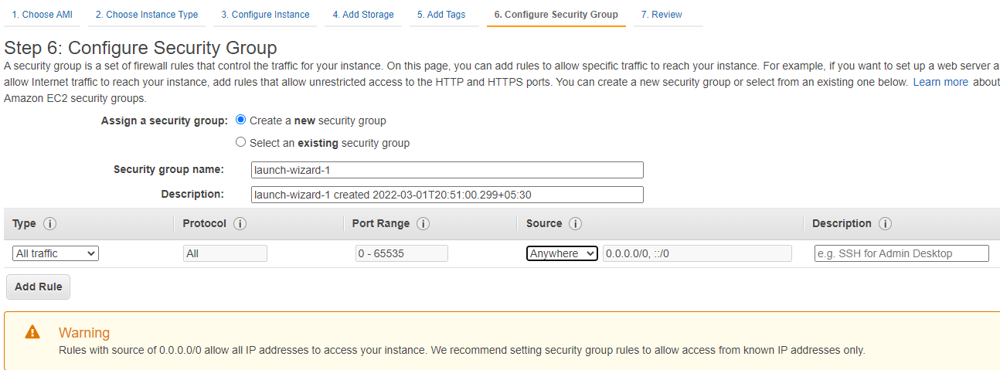 1. Choose AMI 2. Choose Instance Type 3. Configure Instance 4. Add Storage 5. Add Tags 6. Configure Security Group 7. Review
Step 6: Configure Security Group
A security group is a set of firewall rules that control the traffic for your instance. On this page, you can add rules to allow specific traffic to reach your instance. For example, if you want to set up a web server a
allow Internet traffic to reach your instance, add rules that allow unrestricted access to the HTTP and HTTPS ports. You can create a new security group or select from an existing one below. Learn more about
Amazon EC2 security groups.
Assign a security group: Create a new security group
Select an existing security group
Security group name: launch-wizard-1
Description: launch-wizard-1 created 2022-03-01T20:51:00.299+05:30
Type i Protocol i Port Range i Source i Description i
All traffic All 0 - 65535 Anywhere 0.0.0.0/0, ::/0 e.g. SSH for Admin Desktop
Add Rule
Warning
Rules with source of 0.0.0.0/0 allow all IP addresses to access your instance. We recommend setting security group rules to allow access from known IP addresses only.